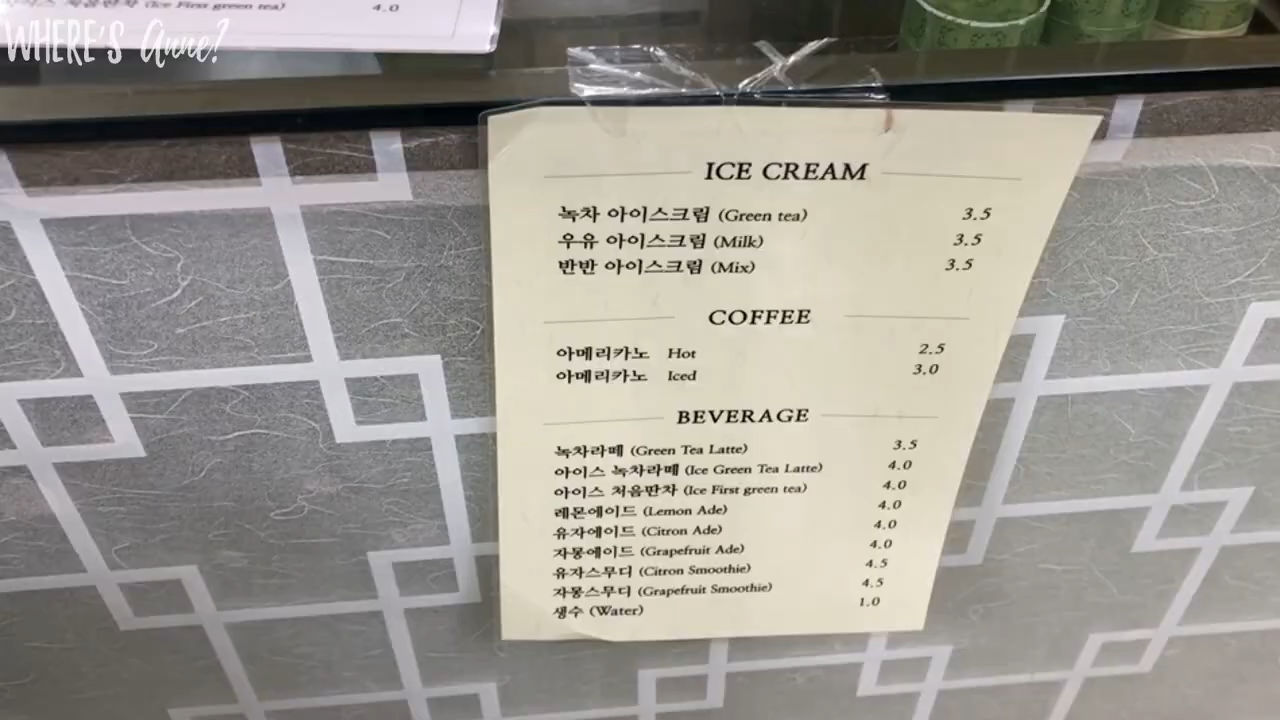 (Ice First green tea) 4.0
WHERE'S Anne?
ICE CREAM
녹차 아이스크림 (Green tea) 3.5
우유 아이스크림 (Milk) 3.5
반반 아이스크림 (Mix) 3.5
COFFEE
아메리카노 Hot 2.5
아메리카노 Iced 3.0
BEVERAGE
녹차라떼 (Green Tea Latte) 3.5
아이스 녹차라떼 (Ice Green Tea Latte) 4.0
아이스 처음딴차 (Ice First green tea) 4.0
레몬에이드 (Lemon Ade) 4.0
유자에이드 (Citron Ade) 4.0
자몽에이드 (Grapefruit Ade) 4.0
유자스무디 (Citron Smoothie) 4.5
자몽스무디 (Grapefruit Smoothie) 4.5
생수 (Water) 1.0